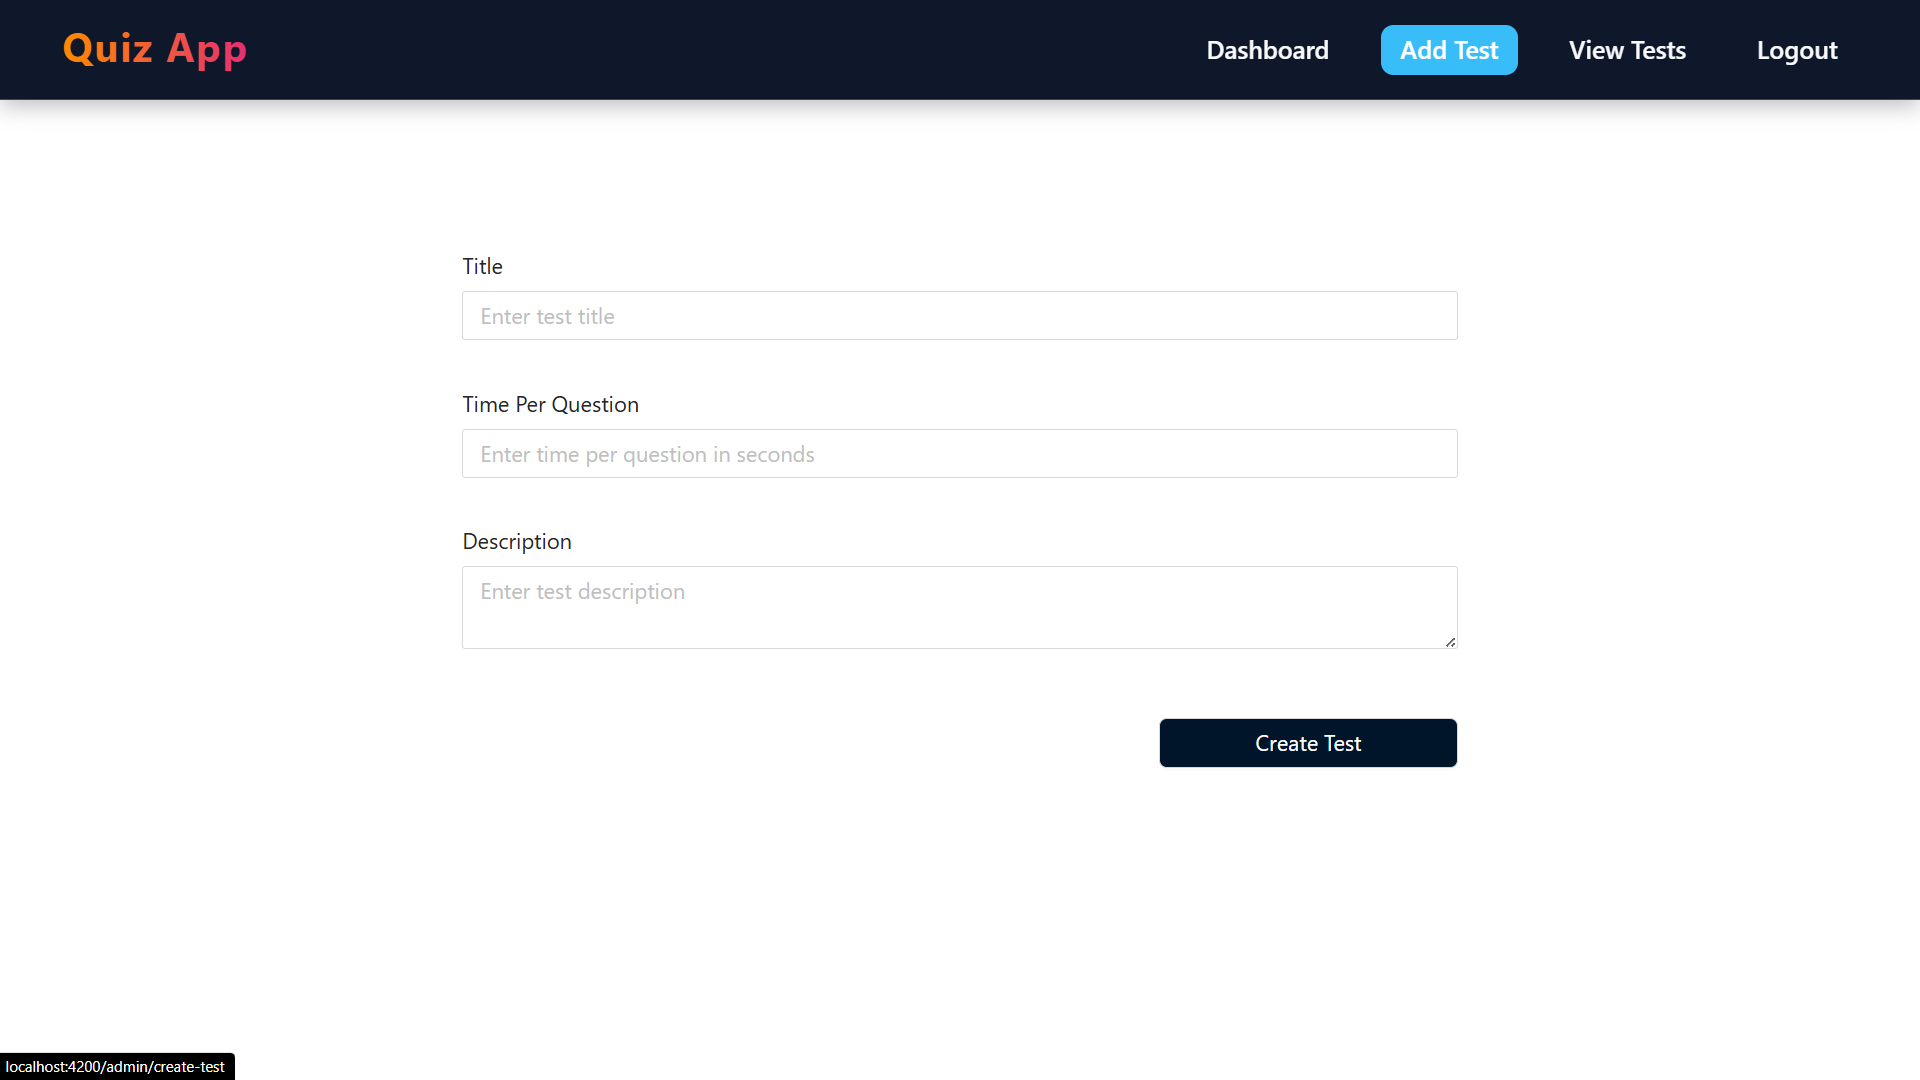 Quiz App
Dashboard
Add Test
View Tests
Logout
Title
Enter test title
Time Per Question
Enter time per question in seconds
Description
Enter test description
Create Test
localhost:4200/admin/create-test